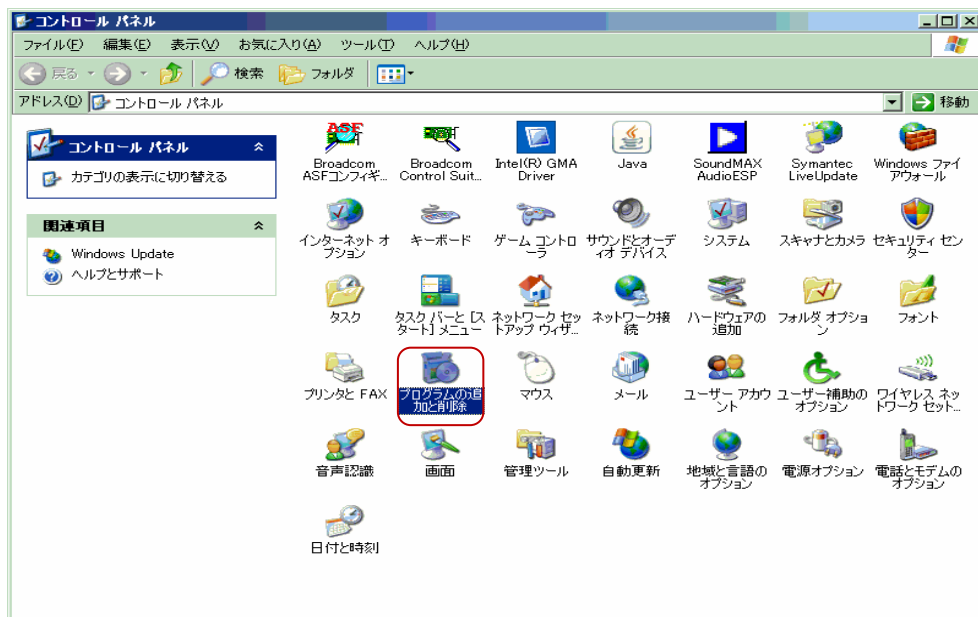 コントロール パネル
ファイル(F) 編集(E) 表示(V) お気に入り(A) ツール(T) ヘルプ(H)
戻る 検索 フォルダ
アドレス(D) コントロール パネル 移動
コントロール パネル
カテゴリの表示に切り替える
関連項目
Windows Update
ヘルプとサポート
Broadcom
ASFコンフィギ...
Broadcom
Control Suit...
Intel(R) GMA
Driver
Java
SoundMAX
AudioESP
Symantec
LiveUpdate
Windows ファイ
アウォール
インターネット オ
プション
キーボード
ゲーム コントロ
ーラ
サウンドとオーデ
ィオ デバイス
システム
スキャナとカメラ
セキュリティ セン
ター
タスク
タスク バーと [ス
タート] メニュー
ネットワーク セッ
トアップ ウィザ...
ネットワーク接
続
ハードウェアの
追加
フォルダ オプショ
ン
フォント
プリンタと FAX
プログラムの追
加と削除
マウス
メール
ユーザー アカウ
ント
ユーザー補助の
オプション
ワイヤレス ネッ
トワーク セット...
音声認識
画面
管理ツール
自動更新
地域と言語の
オプション
電源オプション
電話とモデムの
オプション
日付と時刻